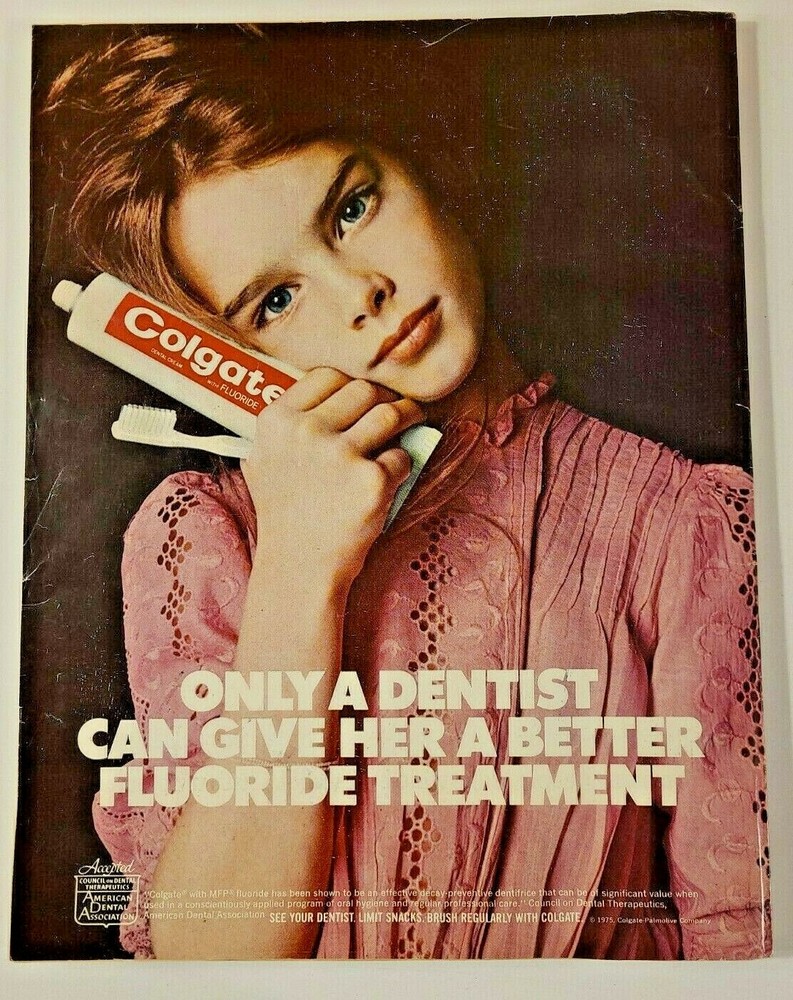 Colgate
DENTAL CREAM
WITH FLUORIDE
ONLY A DENTIST
CAN GIVE HER A BETTER
FLUORIDE TREATMENT
Accepted
COUNCIL ON DENTAL
THERAPEUTICS
AMERICAN
DENTAL
ASSOCIATION
"Colgate® with MFP® fluoride has been shown to be an effective decay-preventive dentifrice that can be of significant value when
used in a conscientiously applied program of oral hygiene and regular professional care." Council on Dental Therapeutics,
American Dental Association SEE YOUR DENTIST. LIMIT SNACKS. BRUSH REGULARLY WITH COLGATE. © 1975, Colgate-Palmolive Company